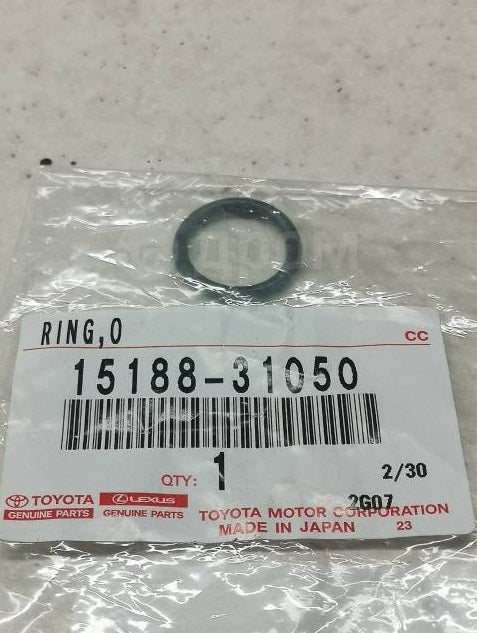 RING,O
CC
15188-31050
QTY: 1
2/30
2G07
TOYOTA
GENUINE PARTS
LEXUS
GENUINE PARTS
TOYOTA MOTOR CORPORATION
MADE IN JAPAN 23